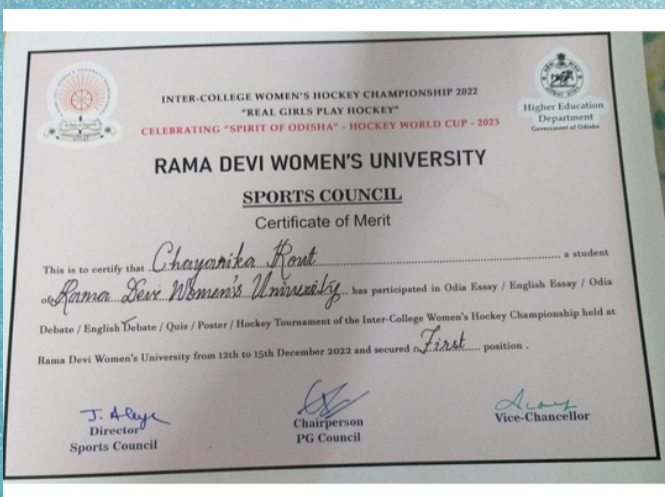 INTER-COLLEGE WOMEN'S HOCKEY CHAMPIONSHIP 2022
"REAL GIRLS PLAY HOCKEY"
CELEBRATING "SPIRIT OF ODISHA" - HOCKEY WORLD CUP - 2023
Higher Education
Department
Government of Odisha
RAMA DEVI WOMEN'S UNIVERSITY
SPORTS COUNCIL
Certificate of Merit
This is to certify that Chayanika Rout a student
of Rama Devi Women's University has participated in Odia Essay / English Essay / Odia
Debate / English Debate / Quiz / Poster / Hockey Tournament of the Inter-College Women's Hockey Championship held at
Rama Devi Women's University from 12th to 15th December 2022 and secured a First position .
Director
Sports Council
Chairperson
PG Council
Vice-Chancellor